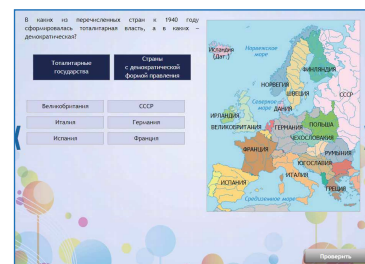 В каких из перечисленных стран к 1940 году
сформировалась тоталитарная власть, а в каких –
демократическая?
Тоталитарные
государства
Страны
с демократической
формой правления
Великобритания
СССР
Италия
Германия
Испания
Франция
Исландия
(Дат.)
Норвежское
море
ФИНЛЯНДИЯ
НОРВЕГИЯ
ШВЕЦИЯ
СССР
Северное
море
ДАНИЯ
ИРЛАНДИЯ
ВЕЛИКОБРИТАНИЯ
ГЕРМАНИЯ
ПОЛЬША
ЧЕХОСЛОВАКИЯ
ФРАНЦИЯ
РУМЫНИЯ
ЮГОСЛАВИЯ
ИТАЛИЯ
ИСПАНИЯ
ГРЕЦИЯ
Средиземное море
Проверить